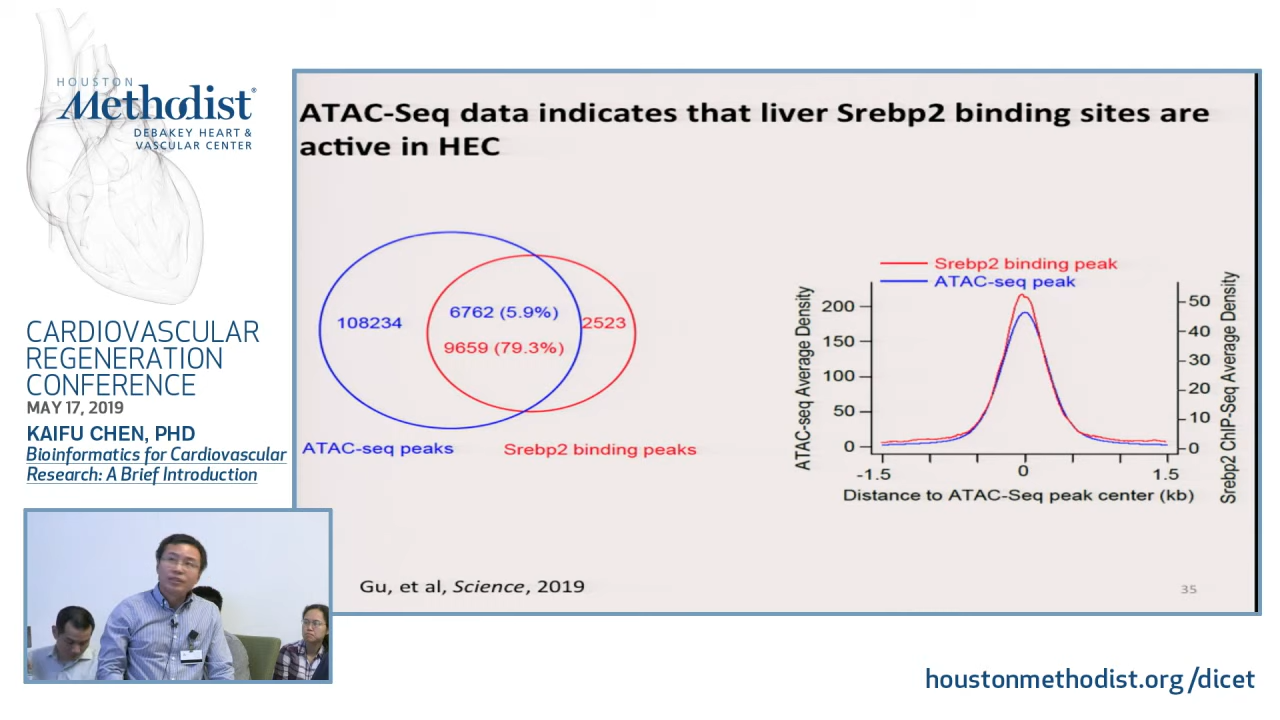 HOUSTON
Methodist®
DEBAKEY HEART &
VASCULAR CENTER
CARDIOVASCULAR
REGENERATION
CONFERENCE
MAY 17, 2019
KAIFU CHEN, PHD
Bioinformatics for Cardiovascular
Research: A Brief Introduction
ATAC-Seq data indicates that liver Srebp2 binding sites are
active in HEC
108234
6762 (5.9%)
9659 (79.3%)
2523
ATAC-seq peaks
Srebp2 binding peaks
Srebp2 binding peak
ATAC-seq peak
ATAC-seq Average Density
200
150
100
50
0
50
40
30
20
10
0
Srebp2 ChIP-Seq Average Density
-1.5
0
1.5
Distance to ATAC-Seq peak center (kb)
Gu, et al, Science, 2019
35
houstonmethodist.org/dicet